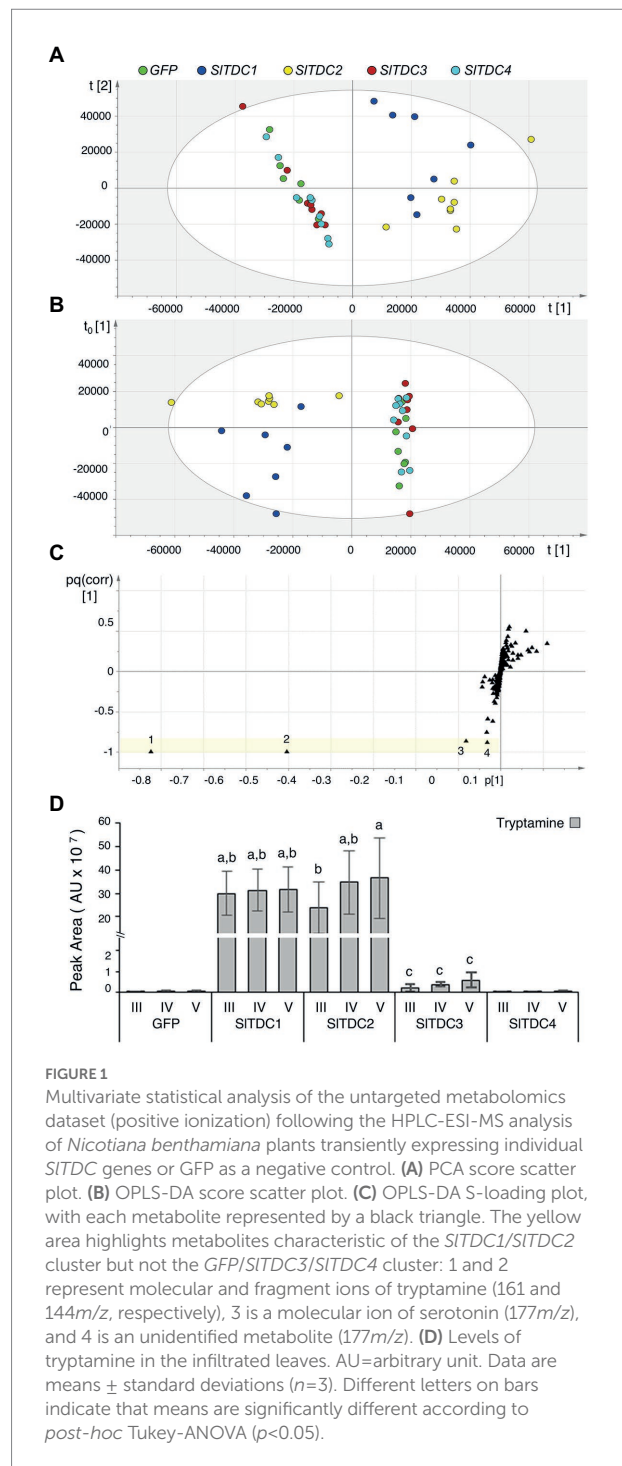 A
GFP SlTDC1 SlTDC2 SlTDC3 SlTDC4
t [2]
40000
20000
0
-20000
-40000
-60000 -40000 -20000 0 20000 40000 60000
t [1]
B
t₀ [1]
40000
20000
0
-20000
-40000
-60000 -40000 -20000 0 20000 40000 60000
t [1]
C
pq(corr)
[1]
0.5
0
-0.5
-1
1 2 3 4
-0.8 -0.7 -0.6 -0.5 -0.4 -0.3 -0.2 -0.1 0 0.1 p[1]
D
Peak Area ( AU x 10⁷ )
Tryptamine
60
50
40
30
20
2
1
0
a,b a,b a,b b a,b a c c c
III IV V III IV V III IV V III IV V III IV V
GFP SlTDC1 SlTDC2 SlTDC3 SlTDC4
FIGURE 1
Multivariate statistical analysis of the untargeted metabolomics
dataset (positive ionization) following the HPLC-ESI-MS analysis
of Nicotiana benthamiana plants transiently expressing individual
SlTDC genes or GFP as a negative control. (A) PCA score scatter
plot. (B) OPLS-DA score scatter plot. (C) OPLS-DA S-loading plot,
with each metabolite represented by a black triangle. The yellow
area highlights metabolites characteristic of the SlTDC1/SlTDC2
cluster but not the GFP/SlTDC3/SlTDC4 cluster: 1 and 2
represent molecular and fragment ions of tryptamine (161 and
144m/z, respectively), 3 is a molecular ion of serotonin (177m/z),
and 4 is an unidentified metabolite (177m/z). (D) Levels of
tryptamine in the infiltrated leaves. AU=arbitrary unit. Data are
means ± standard deviations (n=3). Different letters on bars
indicate that means are significantly different according to
post-hoc Tukey-ANOVA (p<0.05).